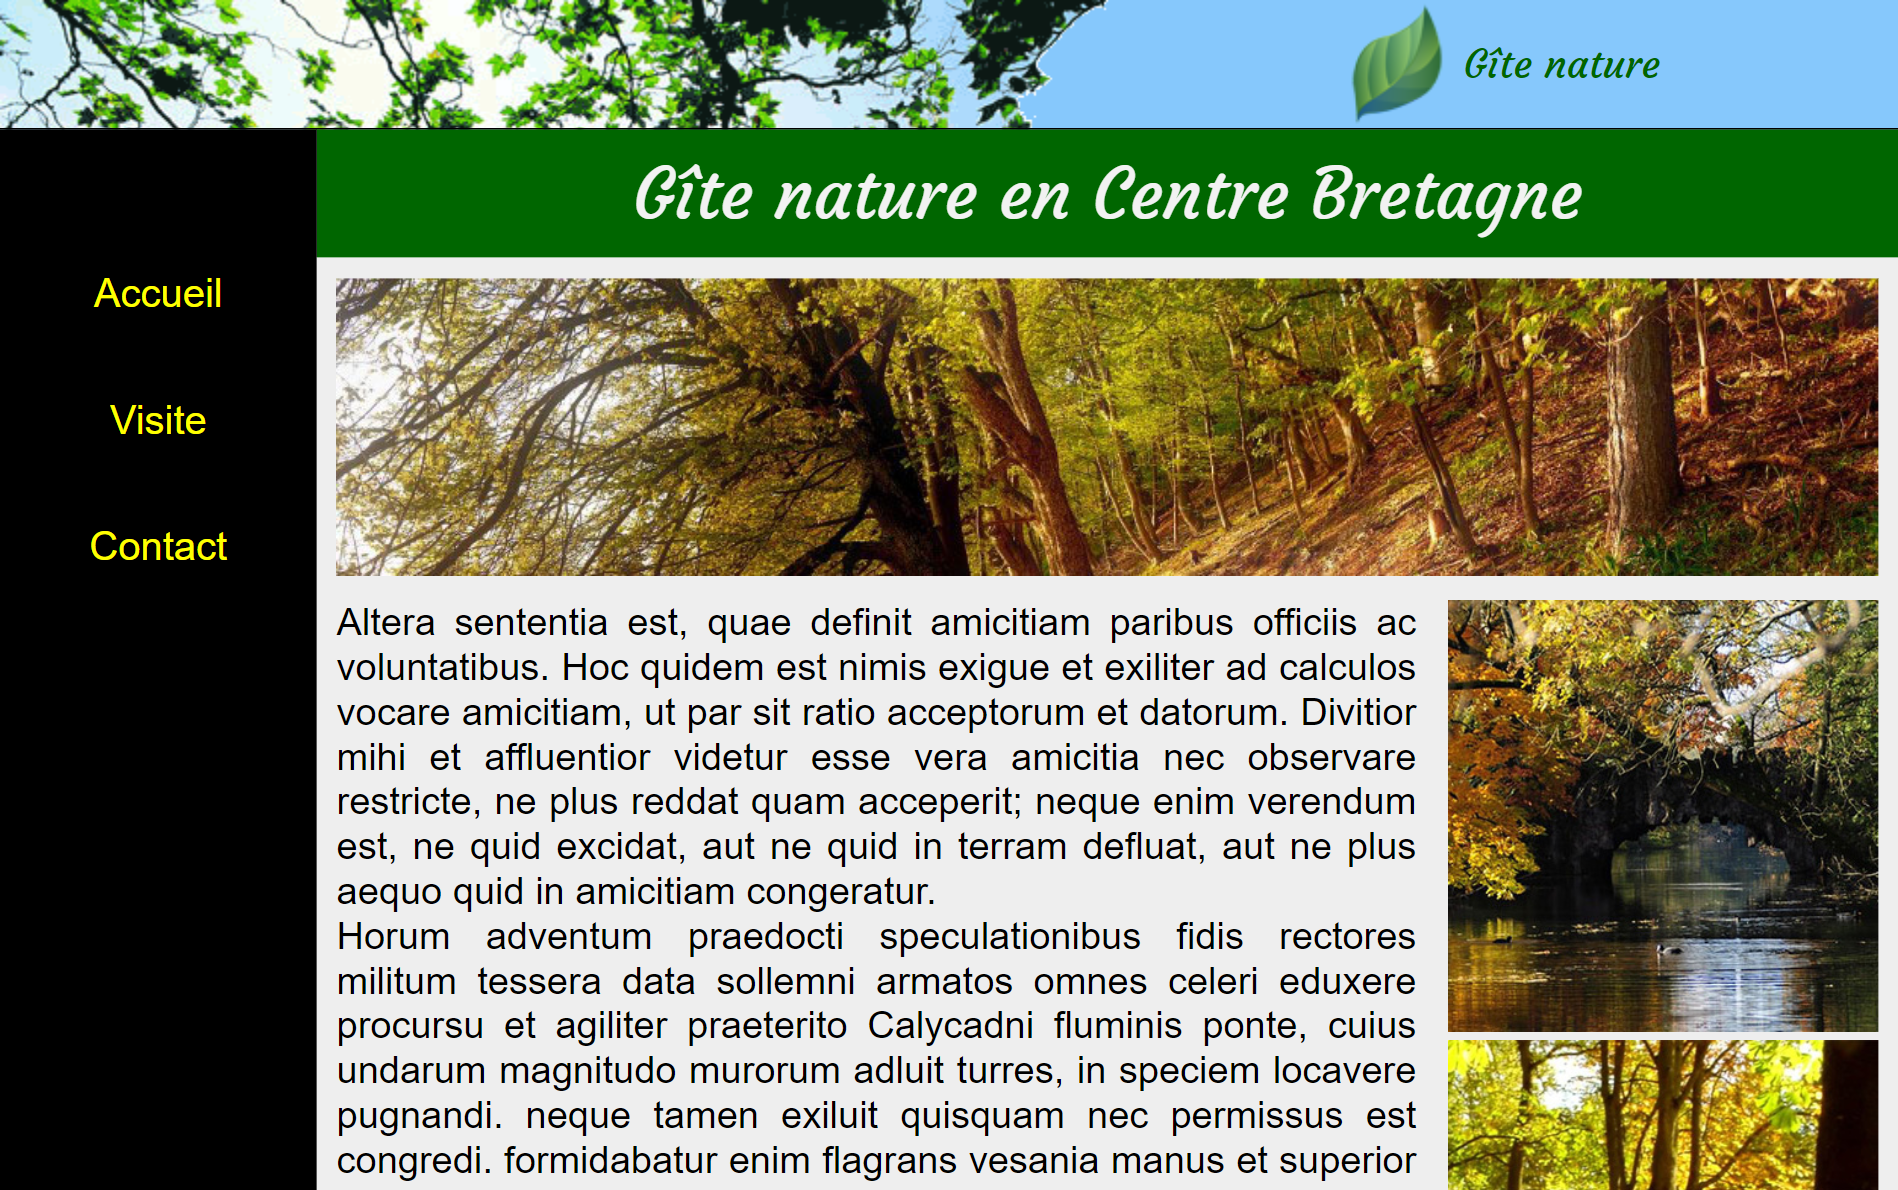 Gîte nature
Gîte nature en Centre Bretagne
Accueil
Visite
Contact
Altera sententia est, quae definit amicitiam paribus officiis ac
voluntatibus. Hoc quidem est nimis exigue et exiliter ad calculos
vocare amicitiam, ut par sit ratio acceptorum et datorum. Divitior
mihi et affluentior videtur esse vera amicitia nec observare
restricte, ne plus reddat quam acceperit; neque enim verendum
est, ne quid excidat, aut ne quid in terram defluat, aut ne plus
aequo quid in amicitiam congeratur.
Horum adventum praedocti speculationibus fidis rectores
militum tessera data sollemni armatos omnes celeri eduxere
procursu et agiliter praeterito Calycadni fluminis ponte, cuius
undarum magnitudo murorum adluit turres, in speciem locavere
pugnandi. neque tamen exiluit quisquam nec permissus est
congredi. formidabatur enim flagrans vesania manus et superior